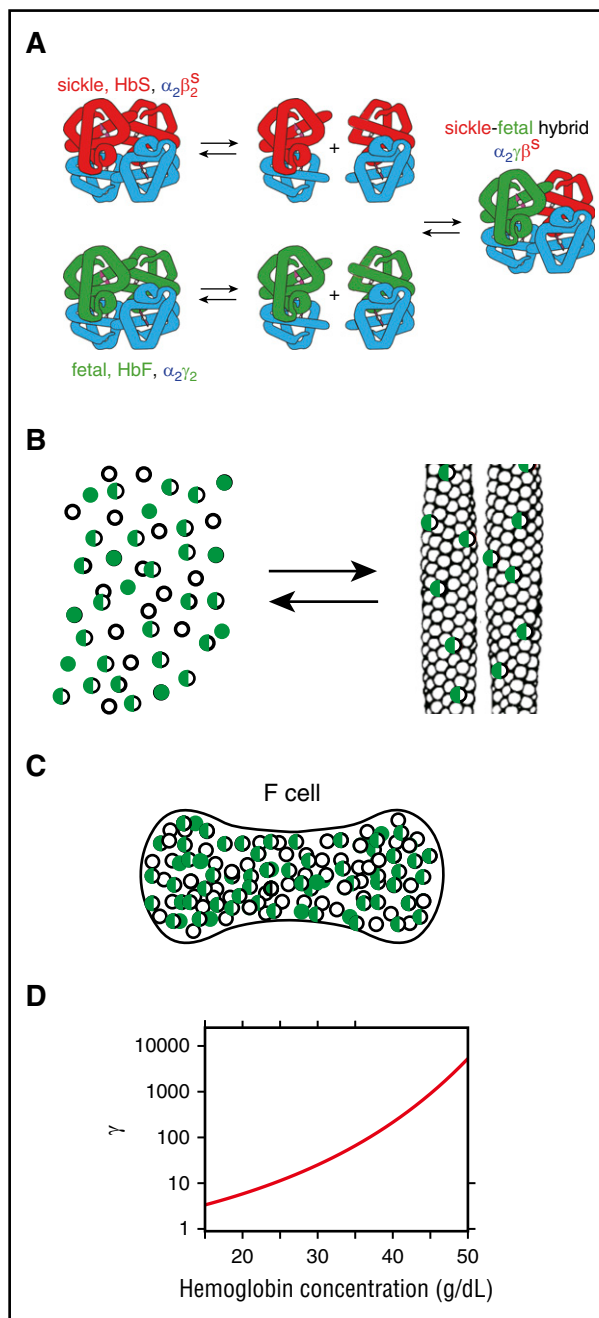 A
sickle, HbS, α₂β₂ˢ
+
sickle-fetal hybrid
α₂γβˢ
+
fetal, HbF, α₂γ₂
B
C
F cell
D
10000
1000
100
10
1
γ
20 30 40 50
Hemoglobin concentration (g/dL)